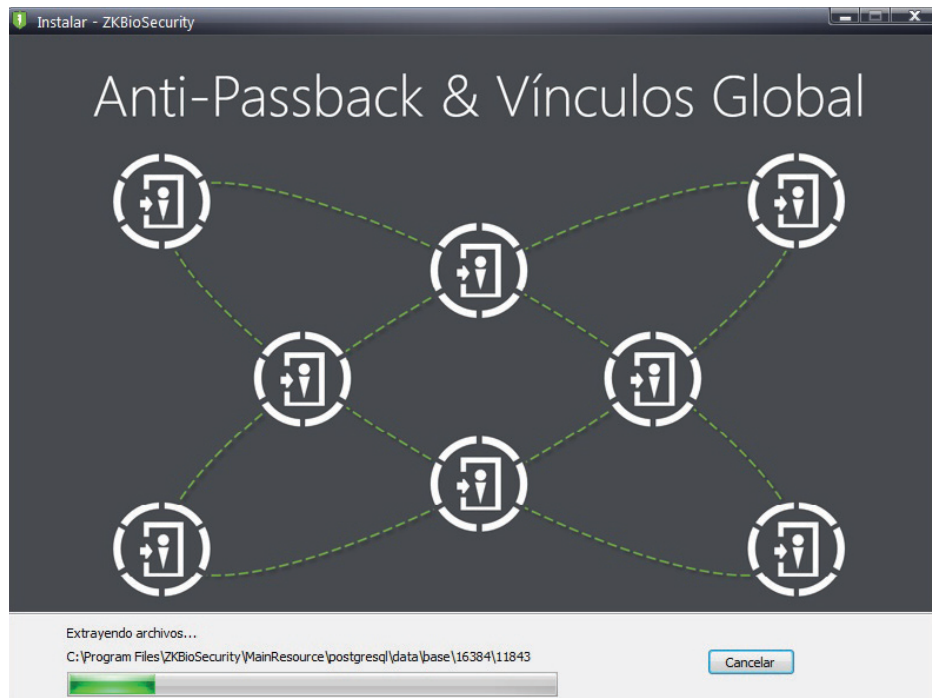 Instalar - ZKBioSecurity
Anti-Passback & Vínculos Global
Extrayendo archivos...
C:\Program Files\ZKBioSecurity\MainResource\postgresql\data\base\16384\11843
Cancelar